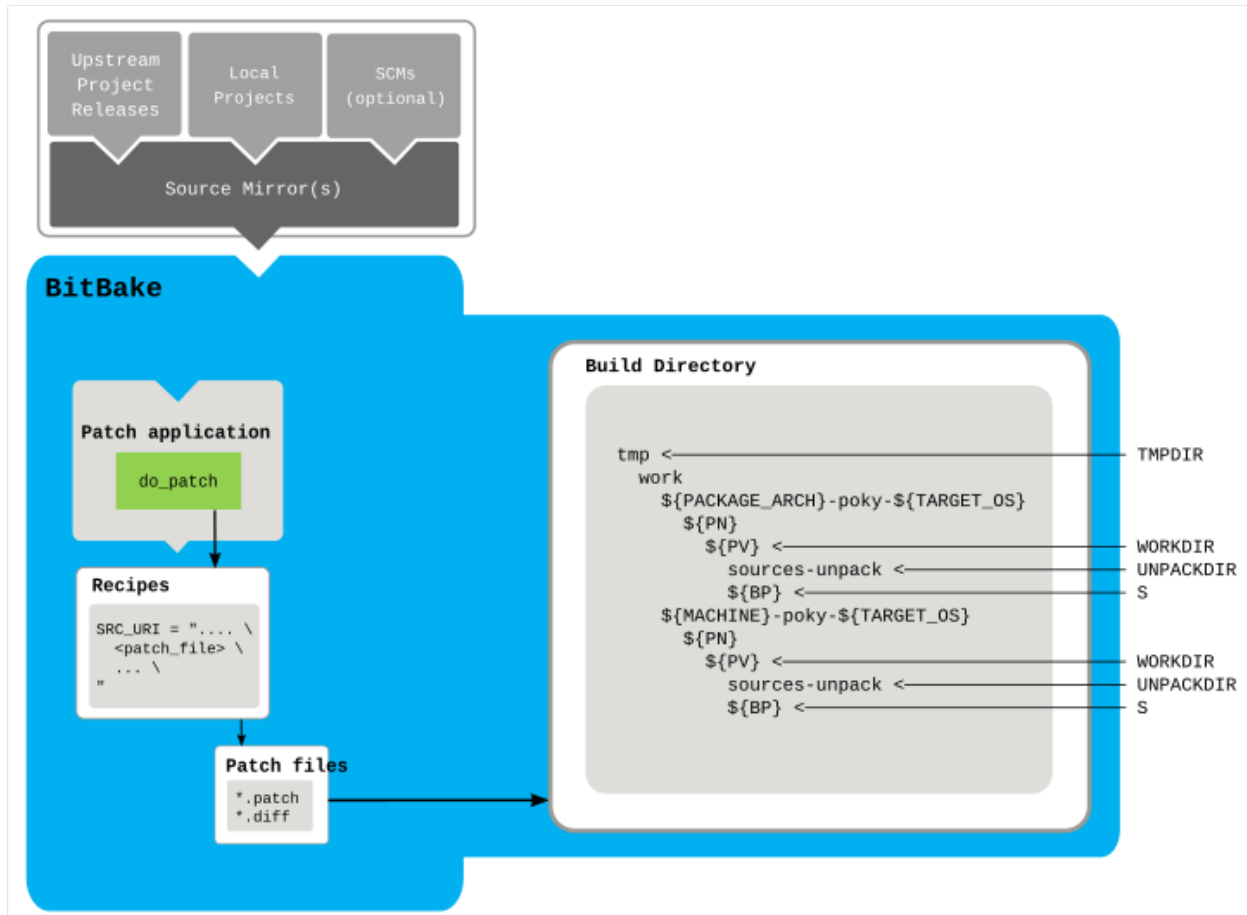 Upstream
Project
Releases
Local
Projects
SCMs
(optional)
Source Mirror(s)
BitBake
Patch application
do_patch
Recipes
SRC_URI = ".... \
<patch_file> \
... \
"
Patch files
*.patch
*.diff
Build Directory
tmp <
TMPDIR
work
${PACKAGE_ARCH}-poky-${TARGET_OS}
${PN}
${PV} <
WORKDIR
sources-unpack <
UNPACKDIR
${BP} <
S
${MACHINE}-poky-${TARGET_OS}
${PN}
${PV} <
WORKDIR
sources-unpack <
UNPACKDIR
${BP} <
S